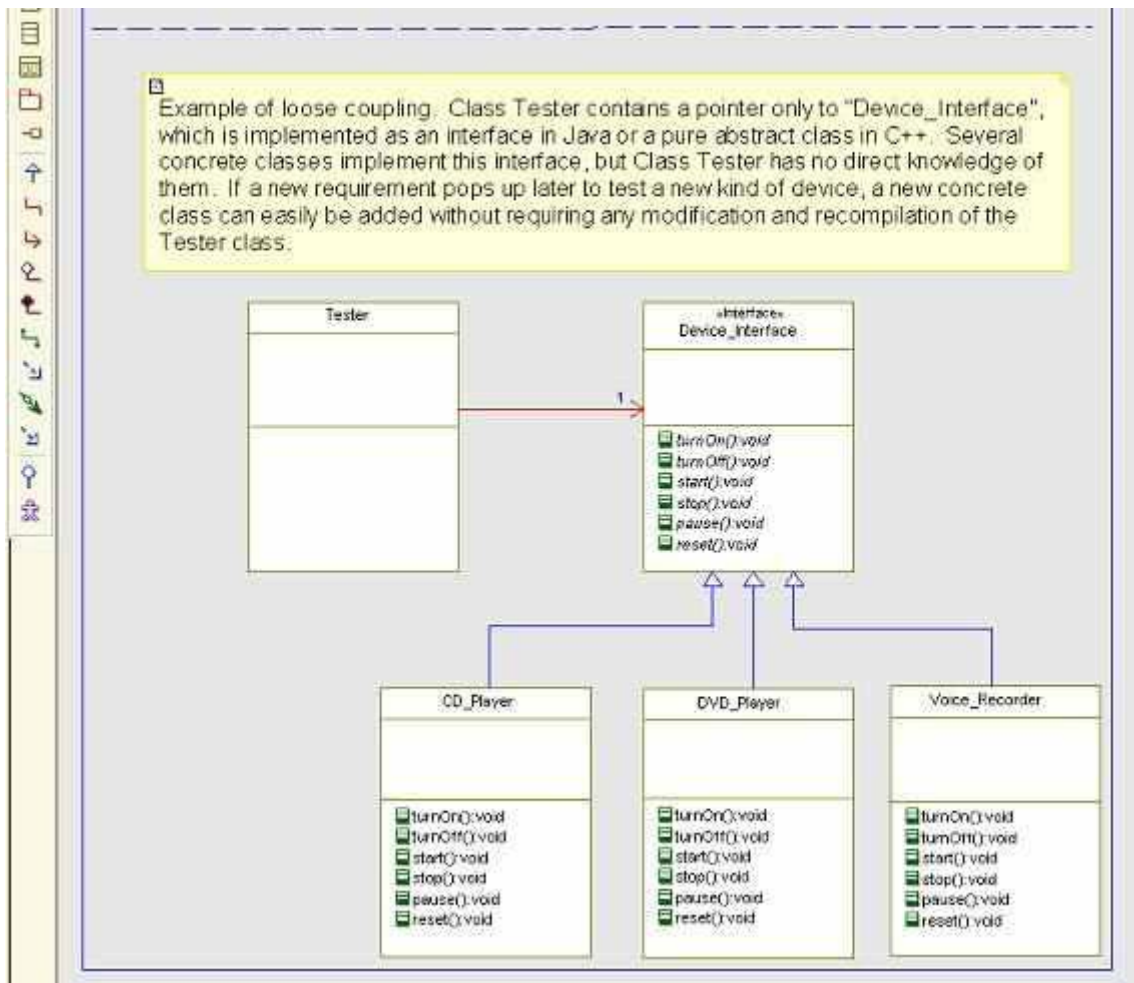 Example of loose coupling. Class Tester contains a pointer only to "Device_Interface",
which is implemented as an interface in Java or a pure abstract class in C++. Several
concrete classes implement this interface, but Class Tester has no direct knowledge of
them. If a new requirement pops up later to test a new kind of device, a new concrete
class can easily be added without requiring any modification and recompilation of the
Tester class.
Tester
«Interface»
Device_Interface
1
turnOn():void
turnOff():void
start():void
stop():void
pause():void
reset():void
CD_Player
turnOn():void
turnOff():void
start():void
stop():void
pause():void
reset():void
DVD_Player
turnOn():void
turnOff():void
start():void
stop():void
pause():void
reset():void
Voice_Recorder
turnOn():void
turnOff():void
start():void
stop():void
pause():void
reset():void